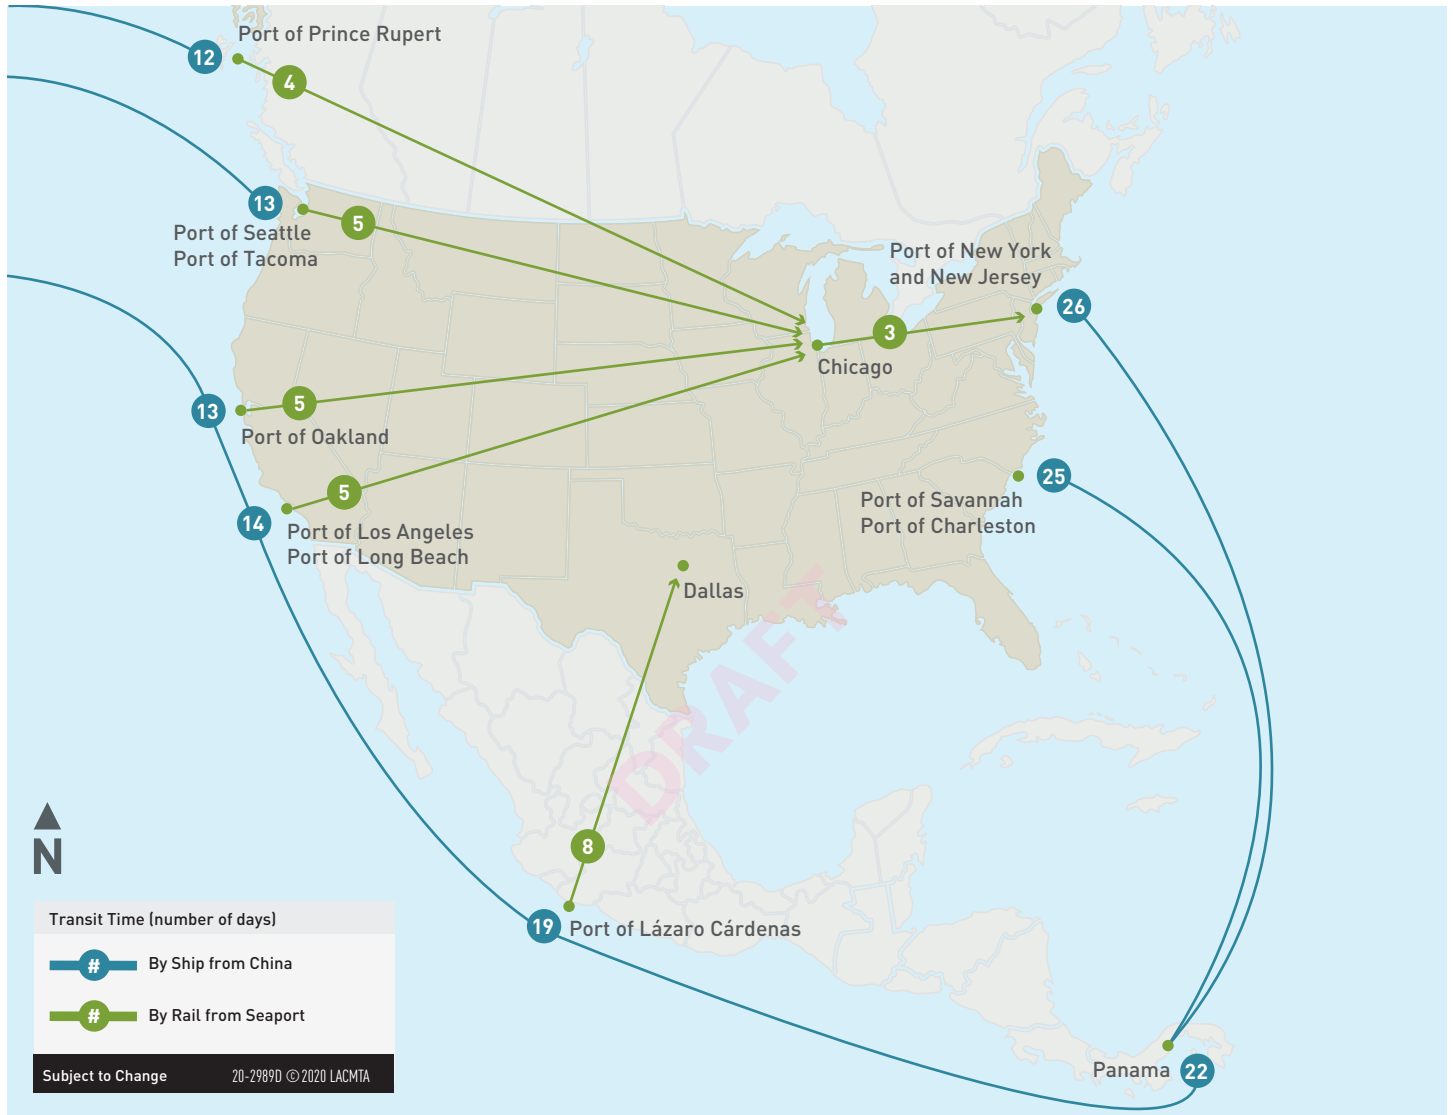 Port of Prince Rupert
12
4
13
5
Port of Seattle
Port of Tacoma
Port of New York
and New Jersey
26
3
Chicago
13
5
Port of Oakland
5
14
Port of Los Angeles
Port of Long Beach
25
Port of Savannah
Port of Charleston
Dallas
DRAFT
8
N
19
Port of Lázaro Cárdenas
Transit Time (number of days)
# By Ship from China
# By Rail from Seaport
Subject to Change 20-2989D © 2020 LACMTA
Panama
22